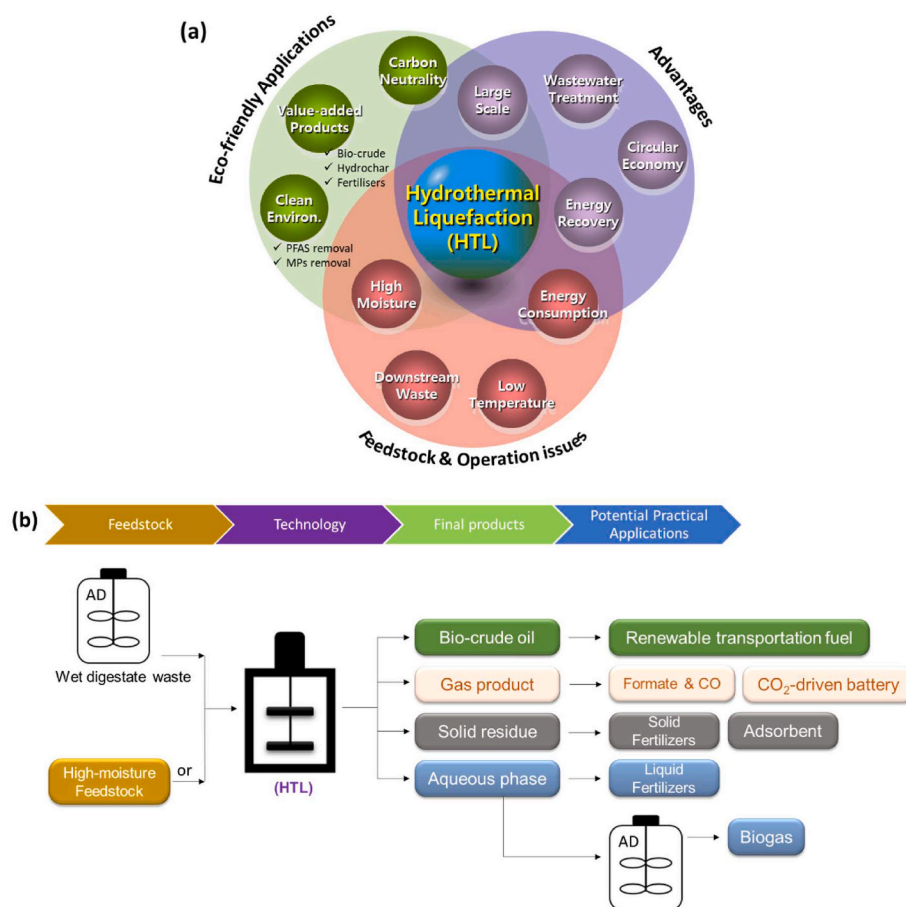 (a)
Eco-friendly Applications
Advantages
Carbon
Neutrality
Large
Scale
Wastewater
Treatment
Value-added
Products
✓ Bio-crude
✓ Hydrochar
✓ Fertilisers
Circular
Economy
Clean
Environ.
✓ PFAS removal
✓ MPs removal
Hydrothermal
Liquefaction
(HTL)
Energy
Recovery
High
Moisture
Energy
Consumption
Downstream
Waste
Low
Temperature
Feedstock & Operation issues
(b)
Feedstock
Technology
Final products
Potential Practical
Applications
AD
Wet digestate waste
or
High-moisture
Feedstock
(HTL)
Bio-crude oil
Renewable transportation fuel
Gas product
Formate & CO
CO₂-driven battery
Solid residue
Solid
Fertilizers
Adsorbent
Aqueous phase
Liquid
Fertilizers
AD
Biogas